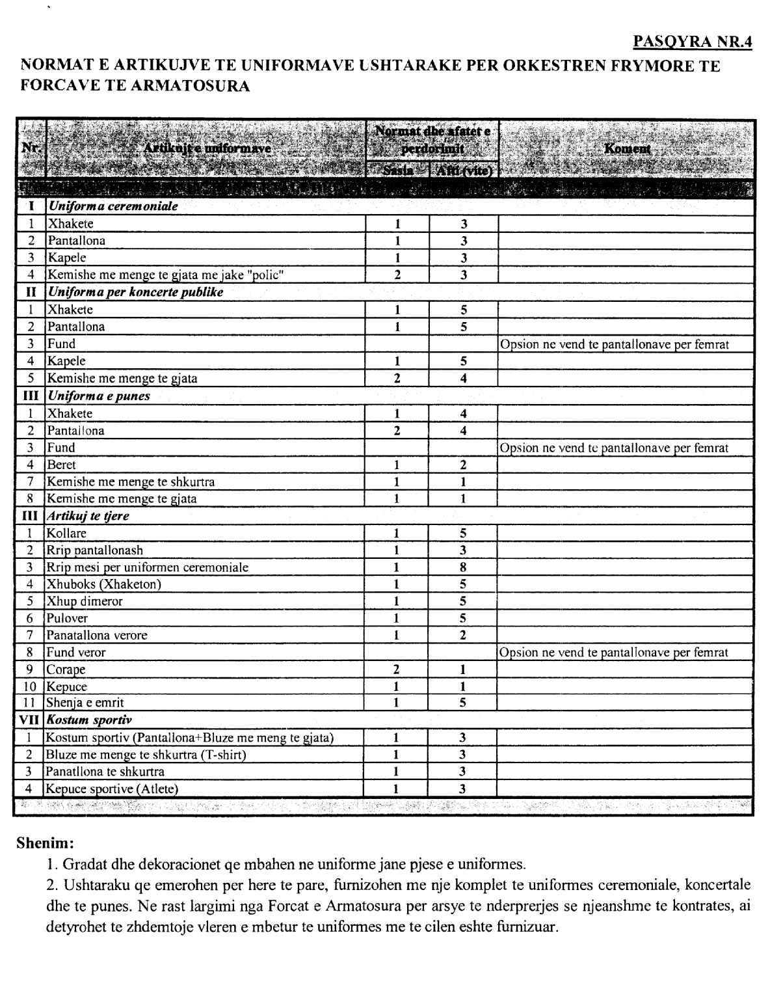 PASQYRA NR.4
NORMAT E ARTIKUJVE TE UNIFORMAVE USHTARAKE PER ORKESTREN FRYMORE TE
FORCAVE TE ARMATOSURA
Nr. Artikujt e uniformave Normat dhe afatet e perdorimit Koment
Sasia Afti (vite)
I Uniforma ceremoniale
1 Xhakete 1 3
2 Pantallona 1 3
3 Kapele 1 3
4 Kemishe me menge te gjata me jake "polic" 2 3
II Uniforma per koncerte publike
1 Xhakete 1 5
2 Pantallona 1 5
3 Fund Opsion ne vend te pantallonave per femrat
4 Kapele 1 5
5 Kemishe me menge te gjata 2 4
III Uniforma e punes
1 Xhakete 1 4
2 Pantallona 2 4
3 Fund Opsion ne vend te pantallonave per femrat
4 Beret 1 2
7 Kemishe me menge te shkurtra 1 1
8 Kemishe me menge te gjata 1 1
III Artikuj te tjere
1 Kollare 1 5
2 Rrip pantallonash 1 3
3 Rrip mesi per uniformen ceremoniale 1 8
4 Xhuboks (Xhaketon) 1 5
5 Xhup dimeror 1 5
6 Pulover 1 5
7 Panatallona verore 1 2
8 Fund veror Opsion ne vend te pantallonave per femrat
9 Corape 2 1
10 Kepuce 1 1
11 Shenja e emrit 1 5
VII Kostum sportiv
1 Kostum sportiv (Pantallona+Bluze me meng te gjata) 1 3
2 Bluze me menge te shkurtra (T-shirt) 1 3
3 Panatllona te shkurtra 1 3
4 Kepuce sportive (Atlete) 1 3
Shenim:
1. Gradat dhe dekoracionet qe mbahen ne uniforme jane pjese e uniformes.
2. Ushtaraku qe emerohen per here te pare, furnizohen me nje komplet te uniformes ceremoniale, koncertale
dhe te punes. Ne rast largimi nga Forcat e Armatosura per arsye te nderprerjes se njeanshme te kontrates, ai
detyrohet te zhdemtoje vleren e mbetur te uniformes me te cilen eshte furnizuar.